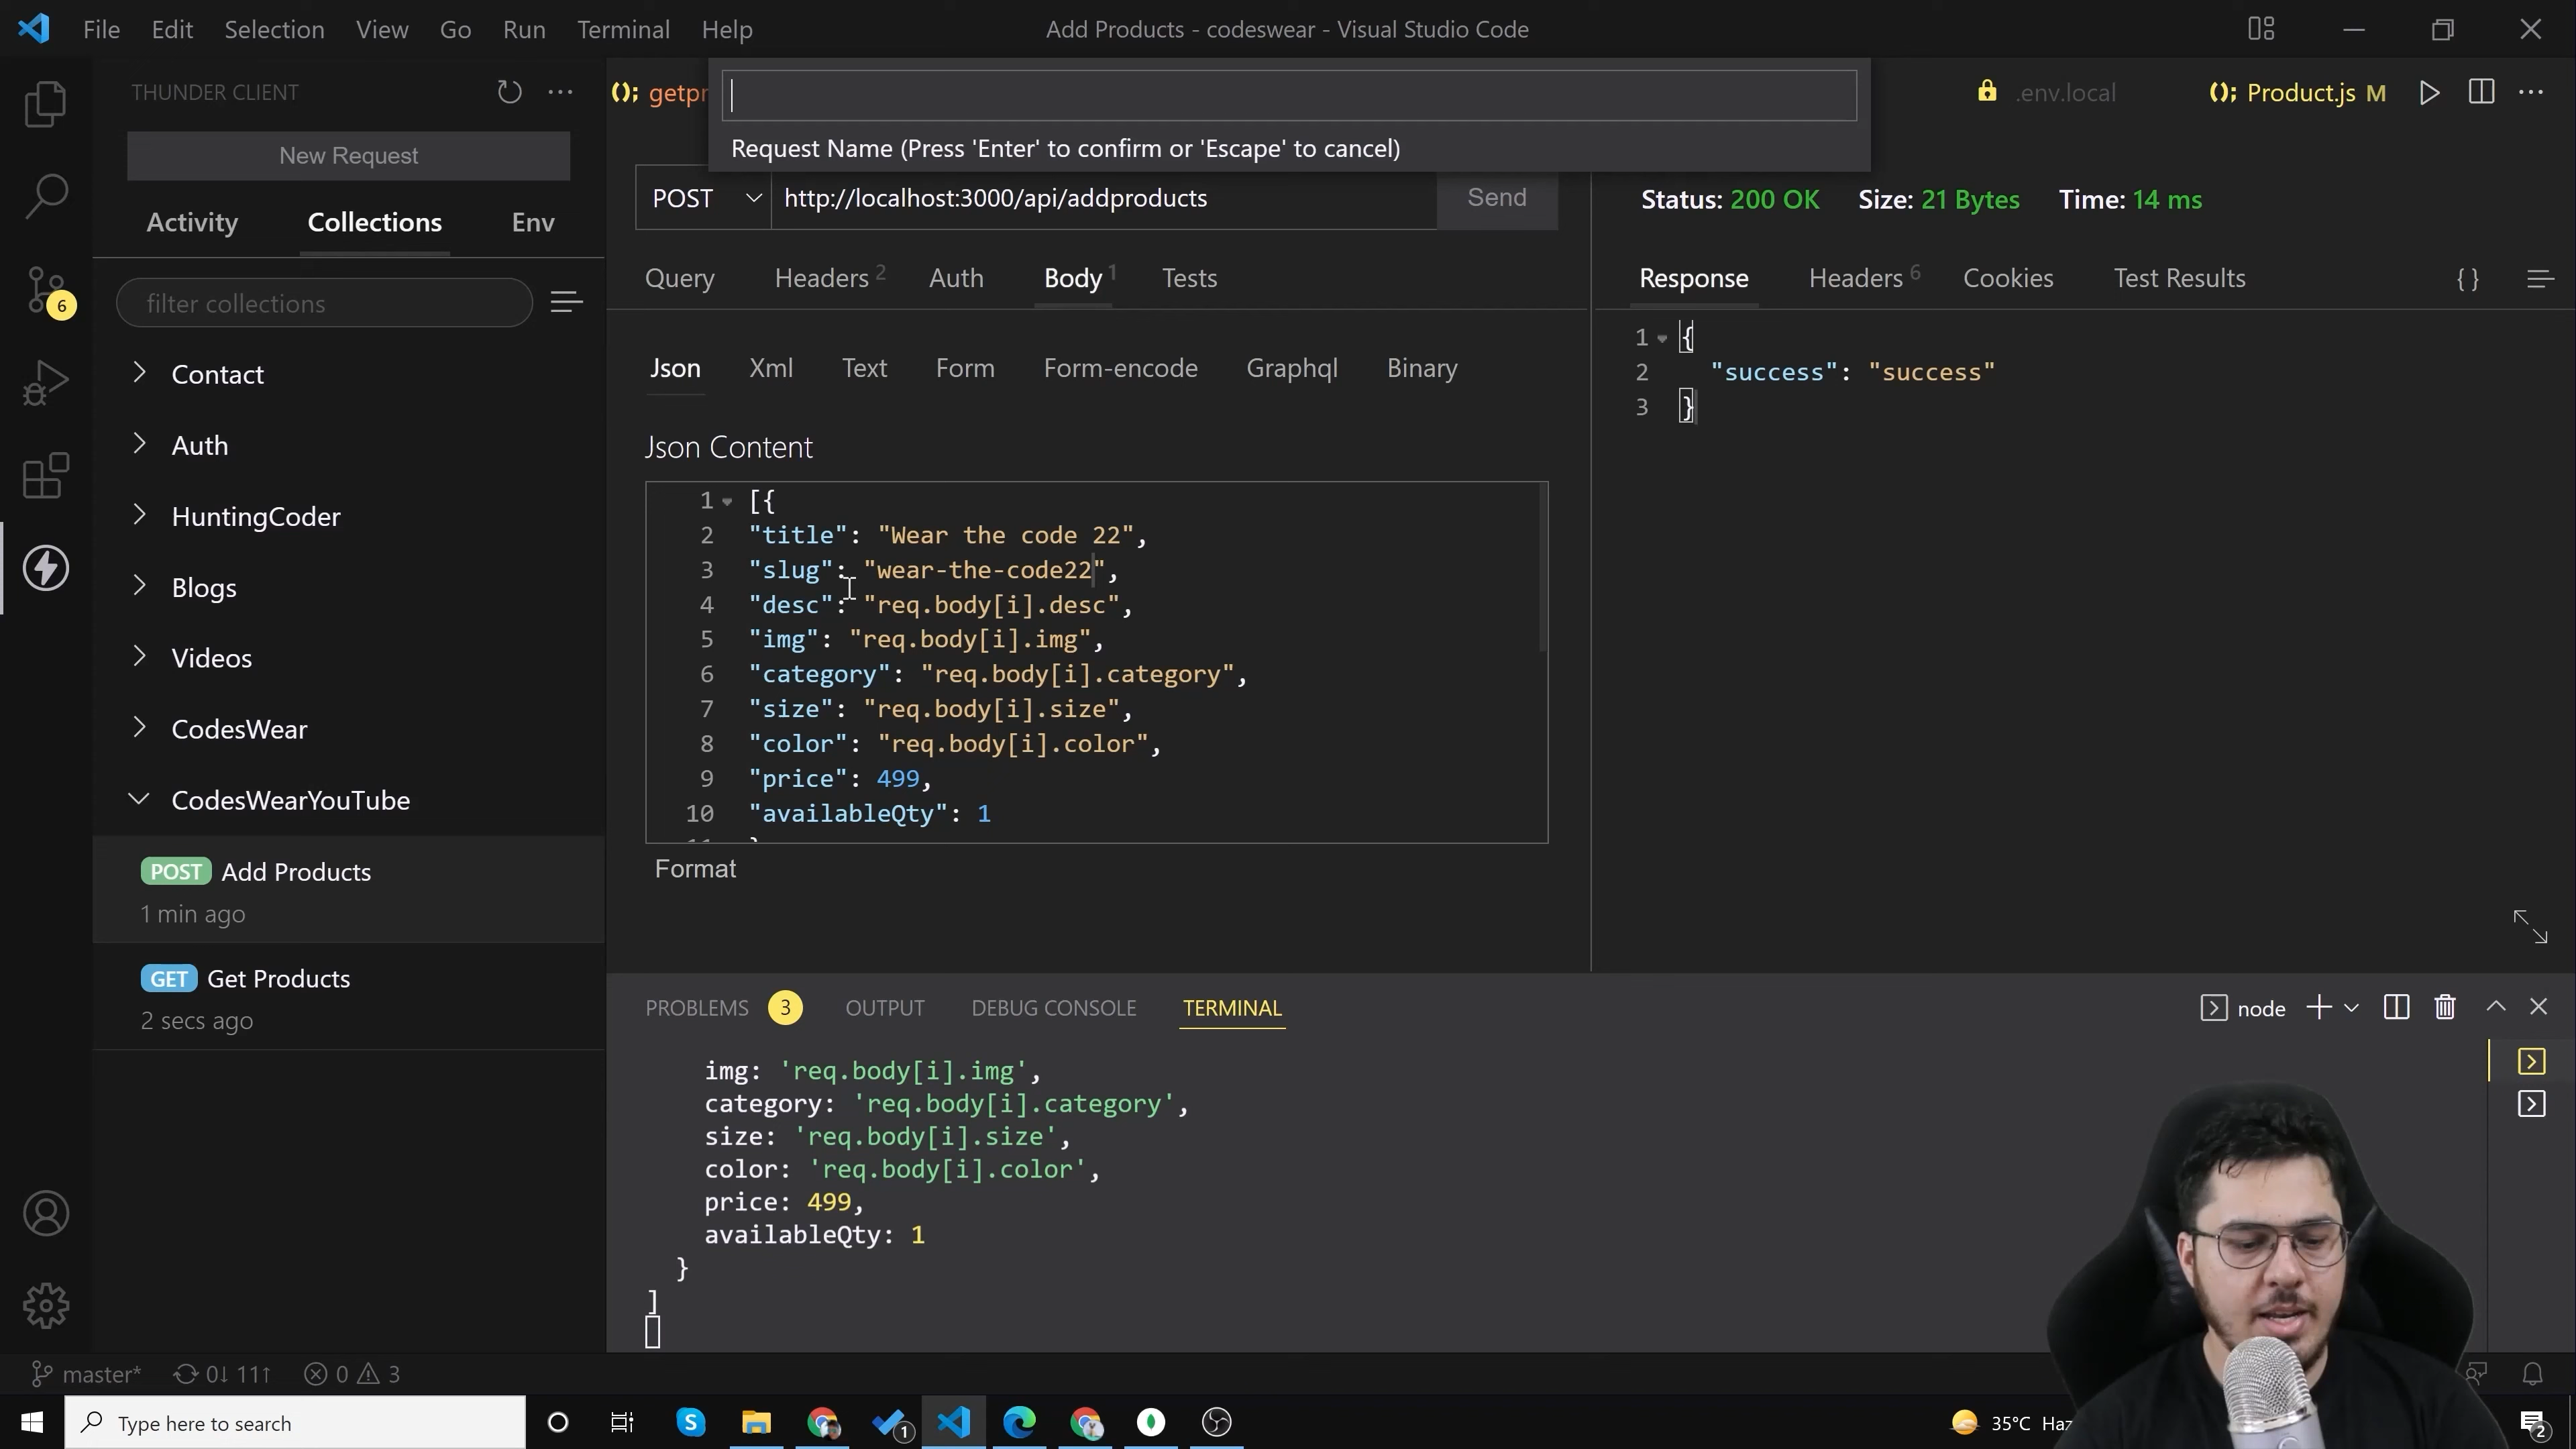 File Edit Selection View Go Run Terminal Help
Add Products - codeswear - Visual Studio Code
THUNDER CLIENT
New Request
Activity Collections Env
filter collections
Contact
Auth
HuntingCoder
Blogs
Videos
CodesWear
CodesWearYouTube
POST Add Products
1 min ago
GET Get Products
2 secs ago
6
getpr
.env.local
Product.js M
Request Name (Press 'Enter' to confirm or 'Escape' to cancel)
POST http://localhost:3000/api/addproducts Send
Query Headers 2 Auth Body 1 Tests
Json Xml Text Form Form-encode Graphql Binary
Json Content
1 [{
2 "title": "Wear the code 22",
3 "slug": "wear-the-code22",
4 "desc": "req.body[i].desc",
5 "img": "req.body[i].img",
6 "category": "req.body[i].category",
7 "size": "req.body[i].size",
8 "color": "req.body[i].color",
9 "price": 499,
10 "availableQty": 1
Format
Status: 200 OK Size: 21 Bytes Time: 14 ms
Response Headers 6 Cookies Test Results { }
1 {
2 "success": "success"
3 }
PROBLEMS 3 OUTPUT DEBUG CONSOLE TERMINAL
node
img: 'req.body[i].img',
category: 'req.body[i].category',
size: 'req.body[i].size',
color: 'req.body[i].color',
price: 499,
availableQty: 1
}
]
master* 0↓ 11↑ 0 3
Type here to search
1
35°C
2